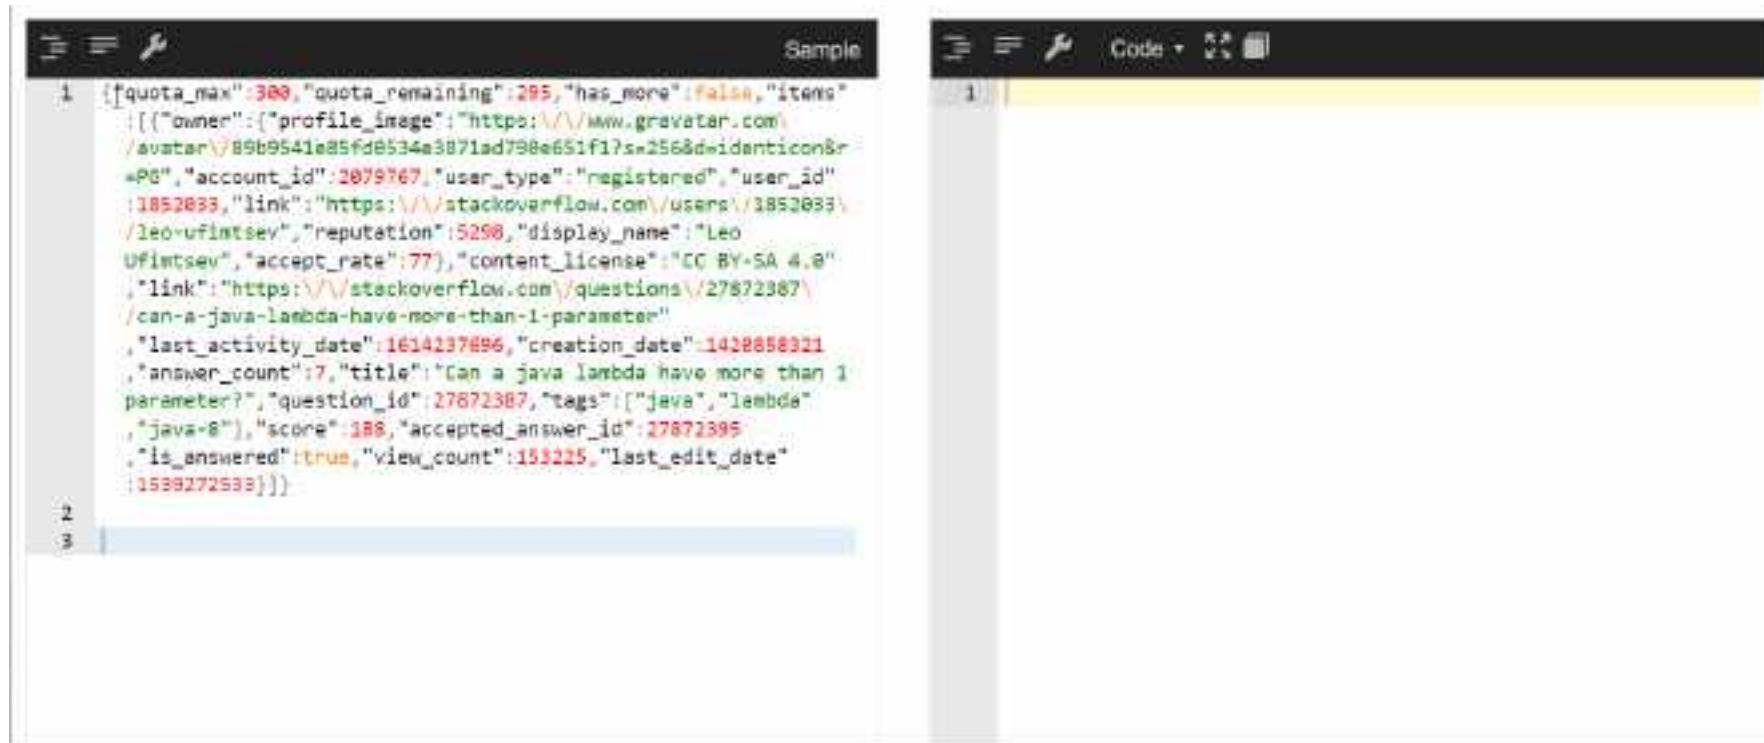 Sample
1 {"quota_max":300,"quota_remaining":295,"has_more":false,"items"
:[{"owner":{"profile_image":"https:\/\/www.gravatar.com\
/avatar\/89b9541e85fd0534e3871ad790e651f1?s=256&d=identicon&r
=PG","account_id":2079767,"user_type":"registered","user_id"
:1852033,"link":"https:\/\/stackoverflow.com\/users\/1852033\
/leo-ufimtsev","reputation":5298,"display_name":"Leo
Ufimtsev","accept_rate":77},"content_license":"CC BY-SA 4.0"
,"link":"https:\/\/stackoverflow.com\/questions\/27872387\
/can-a-java-lambda-have-more-than-1-parameter"
,"last_activity_date":1614237696,"creation_date":1420858321
,"answer_count":7,"title":"Can a java lambda have more than 1
parameter?","question_id":27872387,"tags":["java","lambda"
,"java-8"],"score":188,"accepted_answer_id":27872395
,"is_answered":true,"view_count":153225,"last_edit_date"
:1539272533}]}
2
3
Code
1